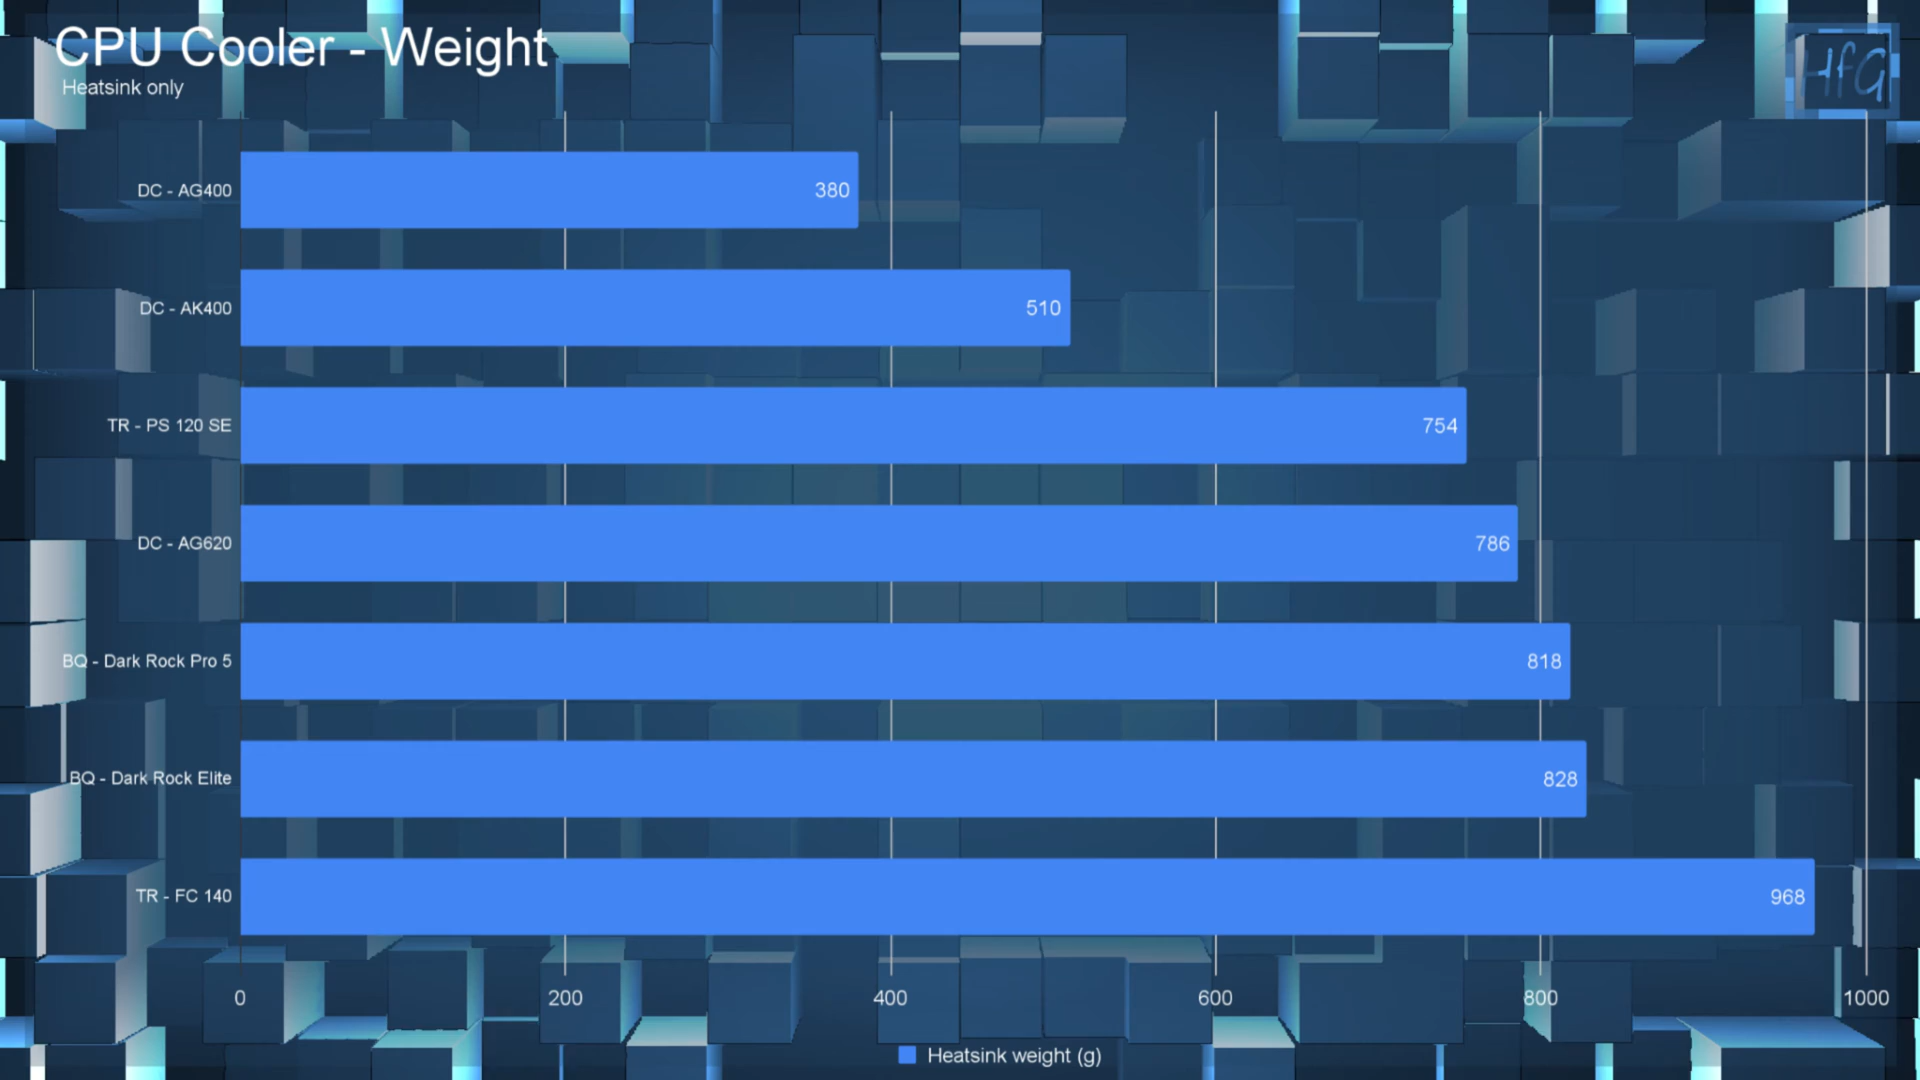 CPU Cooler - Weight
Heatsink only
HfG
DC - AG400
380
DC - AK400
510
TR - PS 120 SE
754
DC - AG620
786
BQ - Dark Rock Pro 5
818
BQ - Dark Rock Elite
828
TR - FC 140
968
0 200 400 600 800 1000
Heatsink weight (g)